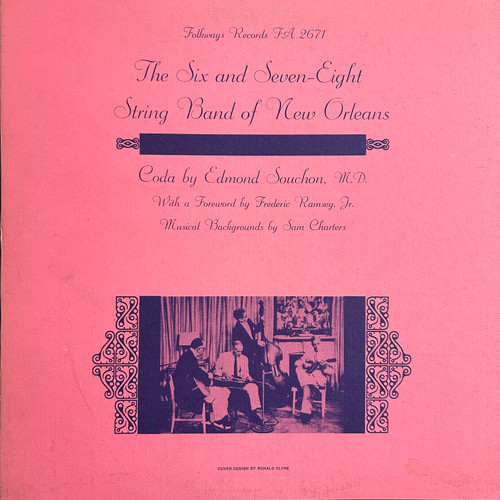 Folkways Records FA 2671
The Six and Seven-Eight
String Band of New Orleans
Coda by Edmond Souchon, M.D.
With a Foreword by Frederic Ramsey, Jr.
Musical Backgrounds by Sam Charters
COVER DESIGN BY RONALD CLYNE